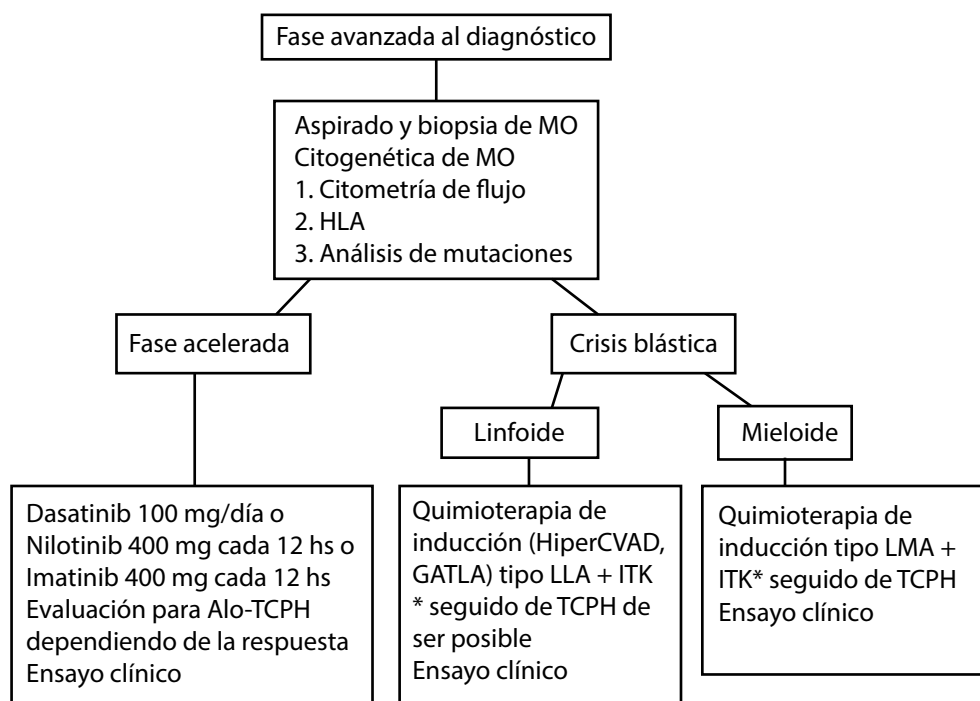 Fase avanzada al diagnóstico
Aspirado y biopsia de MO
Citogenética de MO
1. Citometría de flujo
2. HLA
3. Análisis de mutaciones
Fase acelerada
Crisis blástica
Linfoide
Mieloide
Dasatinib 100 mg/día o
Nilotinib 400 mg cada 12 hs o
Imatinib 400 mg cada 12 hs
Evaluación para Alo-TCPH
dependiendo de la respuesta
Ensayo clínico
Quimioterapia de
inducción (HiperCVAD,
GATLA) tipo LLA + ITK
* seguido de TCPH de
ser posible
Ensayo clínico
Quimioterapia de
inducción tipo LMA +
ITK* seguido de TCPH
Ensayo clínico